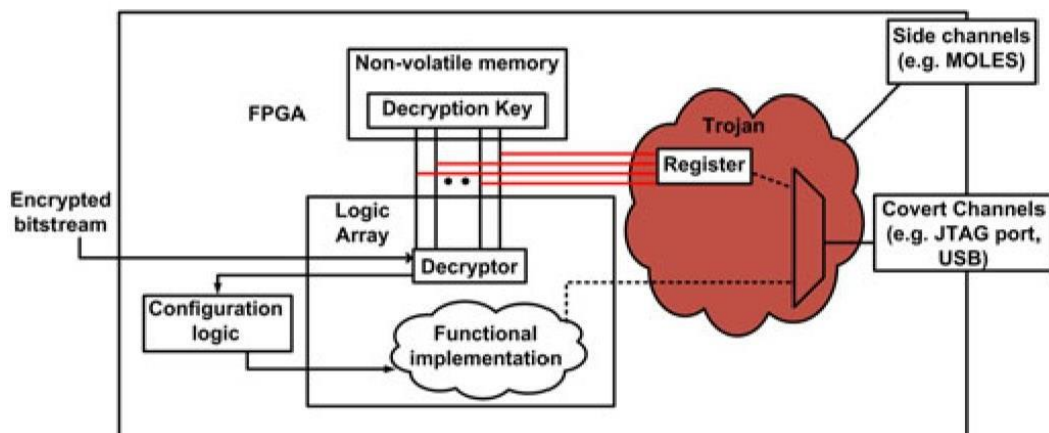 Side channels
(e.g. MOLES)
Non-volatile memory
Decryption Key
FPGA
Trojan
Register
Encrypted
bitstream
Logic
Array
Covert Channels
(e.g. JTAG port,
USB)
Decryptor
Configuration
logic
Functional
implementation